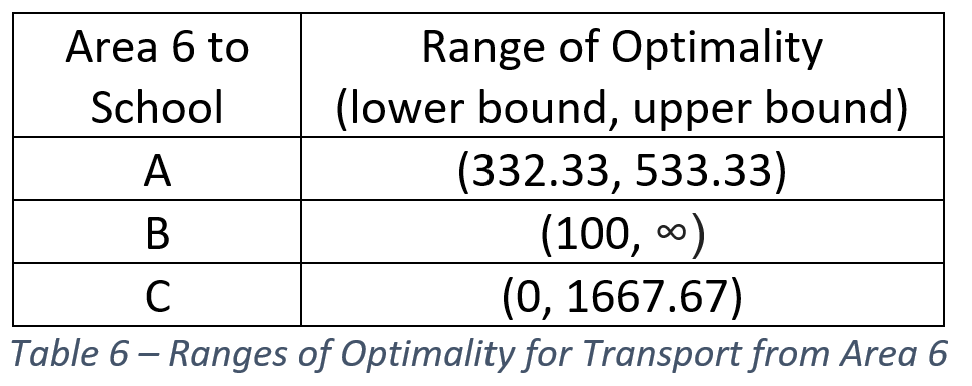 Area 6 to School
Range of Optimality (lower bound, upper bound)
A
(332.33, 533.33)
B
(100, ∞)
C
(0, 1667.67)
Table 6 – Ranges of Optimality for Transport from Area 6